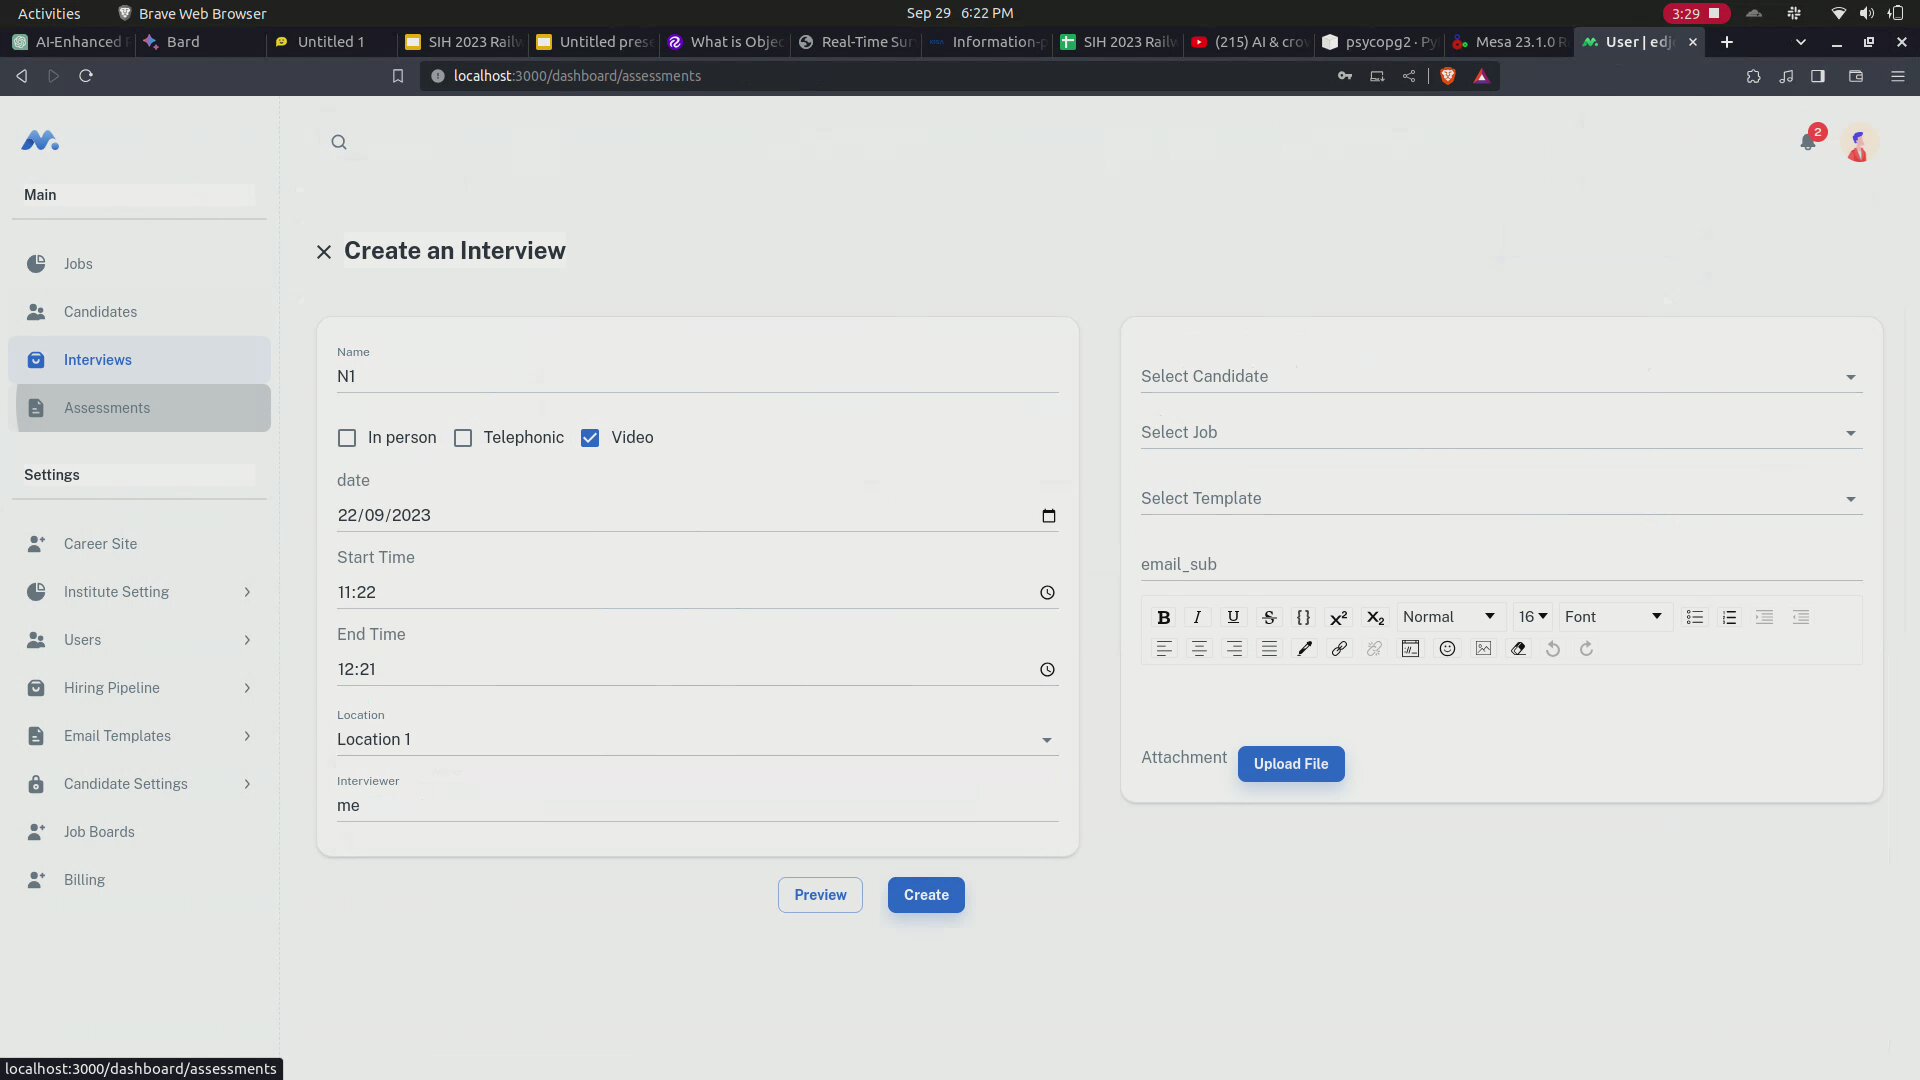 Activities
Brave Web Browser
Sep 29 6:22 PM
3:29
AI-Enhanced
Bard
Untitled 1
SIH 2023 Railw
Untitled prese
What is Objec
Real-Time Sur
Information-p
SIH 2023 Railw
(215) AI & crow
psycopg2 · Py
Mesa 23.1.0 R
User | edjo
localhost:3000/dashboard/assessments
2
Main
Jobs
Candidates
Interviews
Assessments
Settings
Career Site
Institute Setting
Users
Hiring Pipeline
Email Templates
Candidate Settings
Job Boards
Billing
Create an Interview
Name
N1
In person
Telephonic
Video
date
22/09/2023
Start Time
11:22
End Time
12:21
Location
Location 1
Interviewer
me
Select Candidate
Select Job
Select Template
email_sub
B I U S {} x² X₂ Normal 16 Font
Attachment
Upload File
Preview
Create
localhost:3000/dashboard/assessments